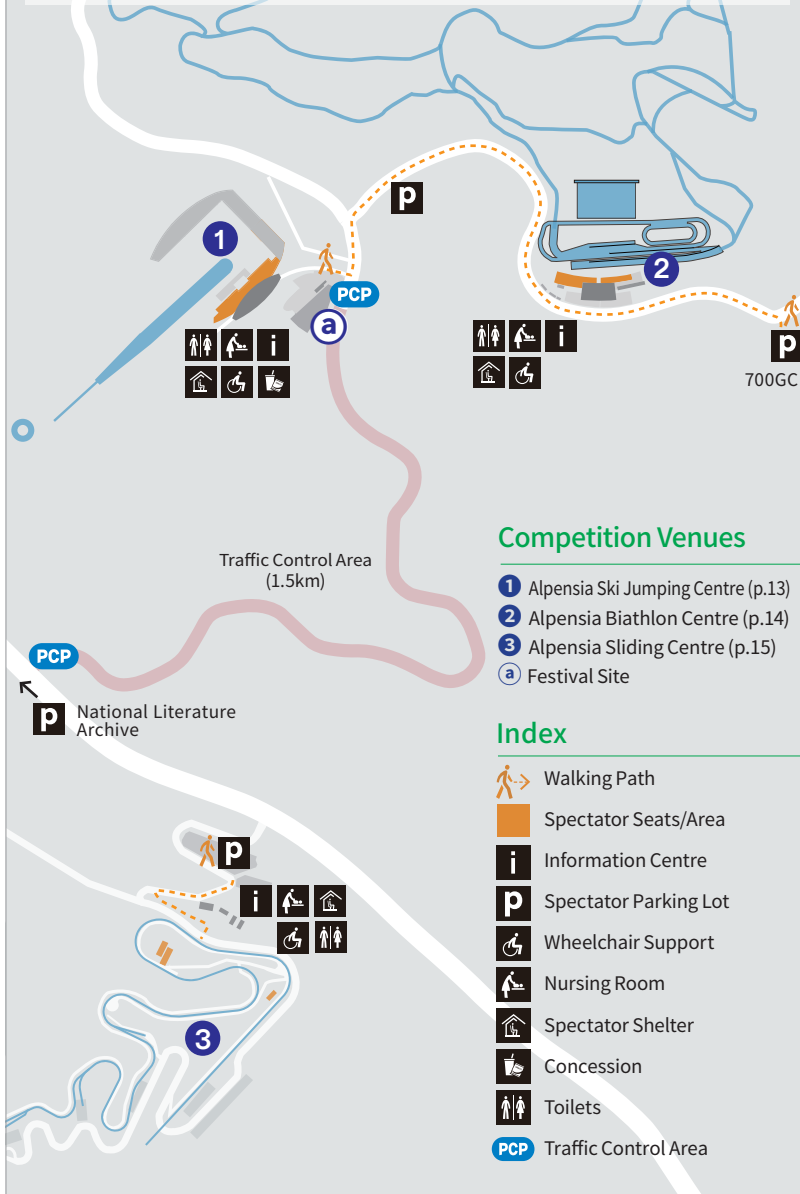 p
1
2
PCP
a
i
i
p
700GC
Traffic Control Area
(1.5km)
PCP
p
National Literature
Archive
p
i
3
Competition Venues
1 Alpensia Ski Jumping Centre (p.13)
2 Alpensia Biathlon Centre (p.14)
3 Alpensia Sliding Centre (p.15)
a Festival Site
Index
Walking Path
Spectator Seats/Area
i Information Centre
p Spectator Parking Lot
Wheelchair Support
Nursing Room
Spectator Shelter
Concession
Toilets
PCP Traffic Control Area